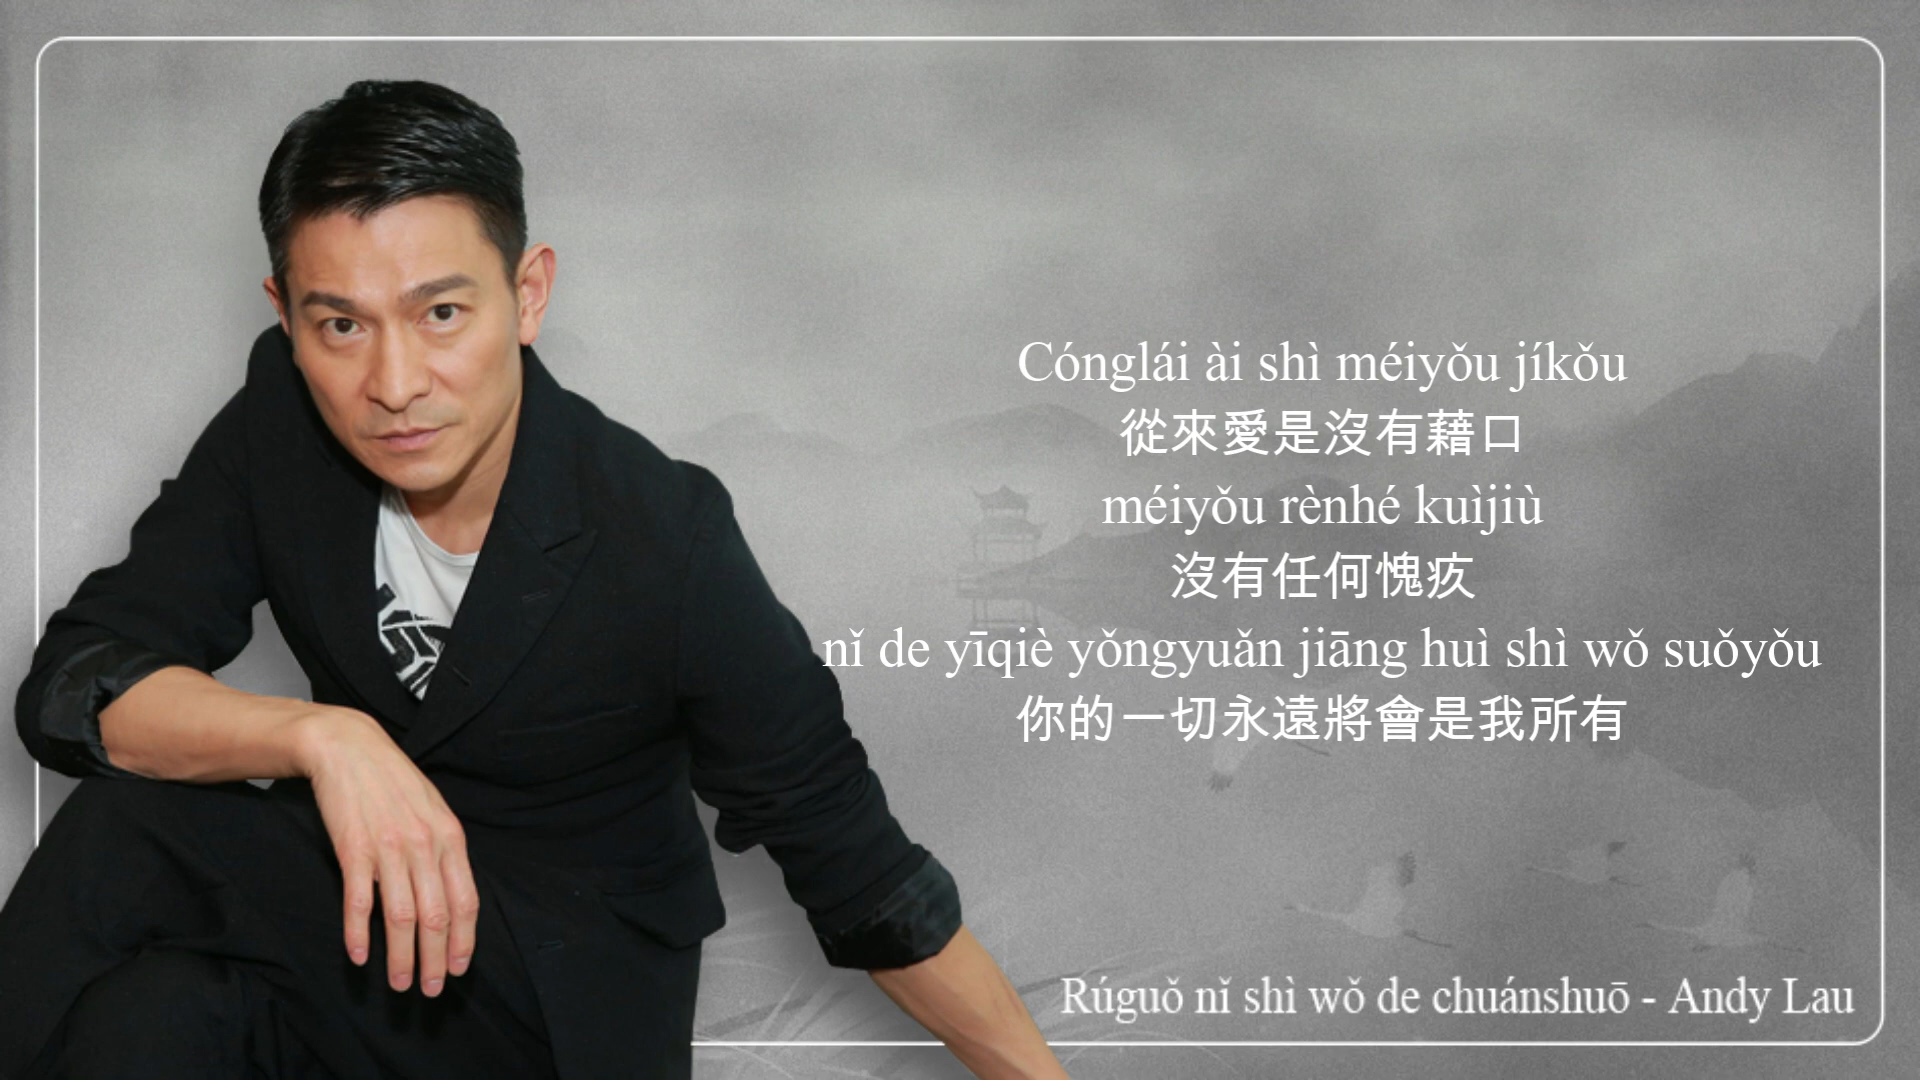 Cónglái ài shì méiyǒu jíkǒu
從來愛是沒有藉口
méiyǒu rènhé kuìjiù
沒有任何愧疚
nǐ de yīqiè yǒngyuǎn jiāng huì shì wǒ suǒyǒu
你的一切永遠將會是我所有
Rúguǒ nǐ shì wǒ de chuánshuō - Andy Lau